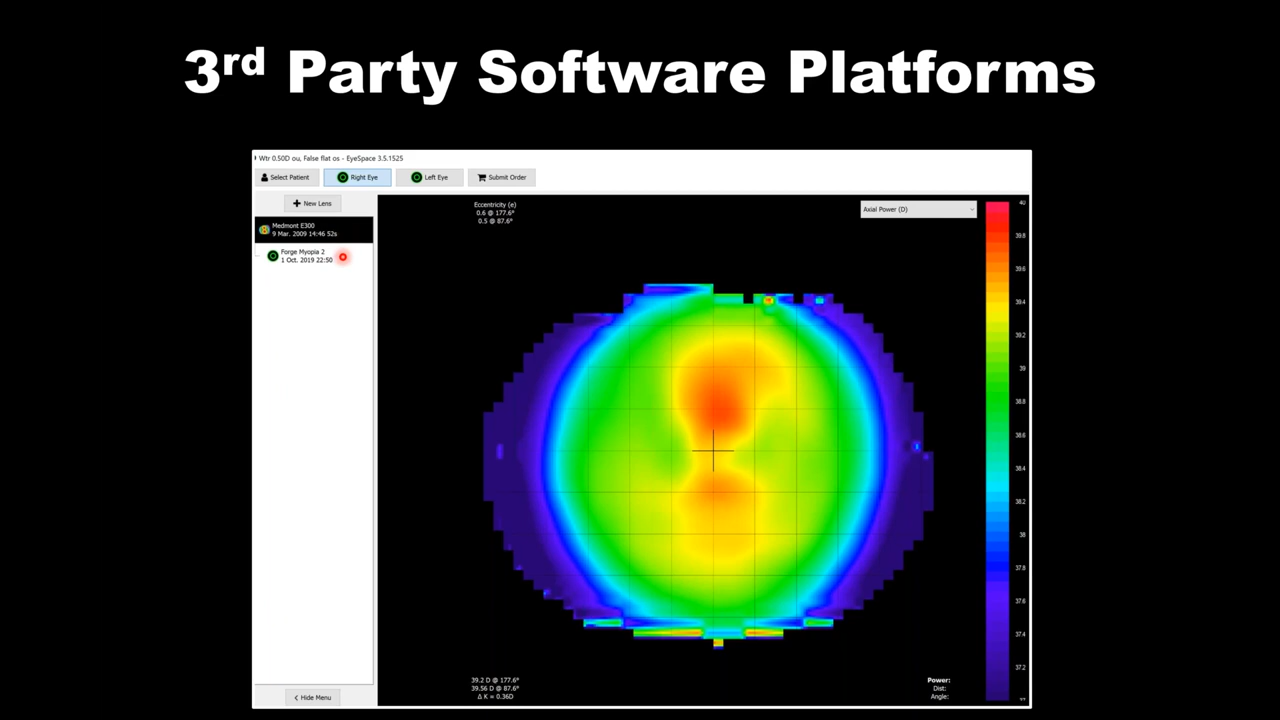 3rd Party Software Platforms
Wtr 0.50D ou, False flat os - EyeSpace 3.5.1525
Select Patient
Right Eye
Left Eye
Submit Order
New Lens
Medmont E300
9 Mar. 2009 14:46 52s
Forge Myopia 2
1 Oct. 2019 22:50
Hide Menu
Eccentricity (e)
0.6 @ 177.6°
0.5 @ 87.6°
Axial Power (D)
40
39.8
39.6
39.4
39.2
39
38.8
38.6
38.4
38.2
38
37.8
37.6
37.4
37.2
37
39.2 D @ 177.6°
39.56 D @ 87.6°
Δ K = 0.36D
Power:
Dist:
Angle: